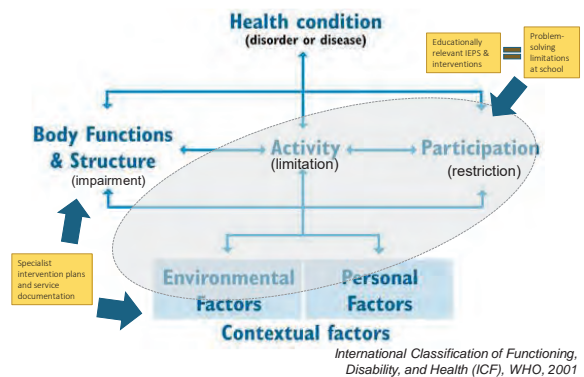 Health condition
(disorder or disease)
Educationally
relevant IEPS &
interventions
Problem-
solving
limitations
at school
Body Functions
& Structure
(impairment)
Activity
(limitation)
Participation
(restriction)
Specialist
intervention plans
and service
documentation
Environmental
Factors
Personal
Factors
Contextual factors
International Classification of Functioning,
Disability, and Health (ICF), WHO, 2001